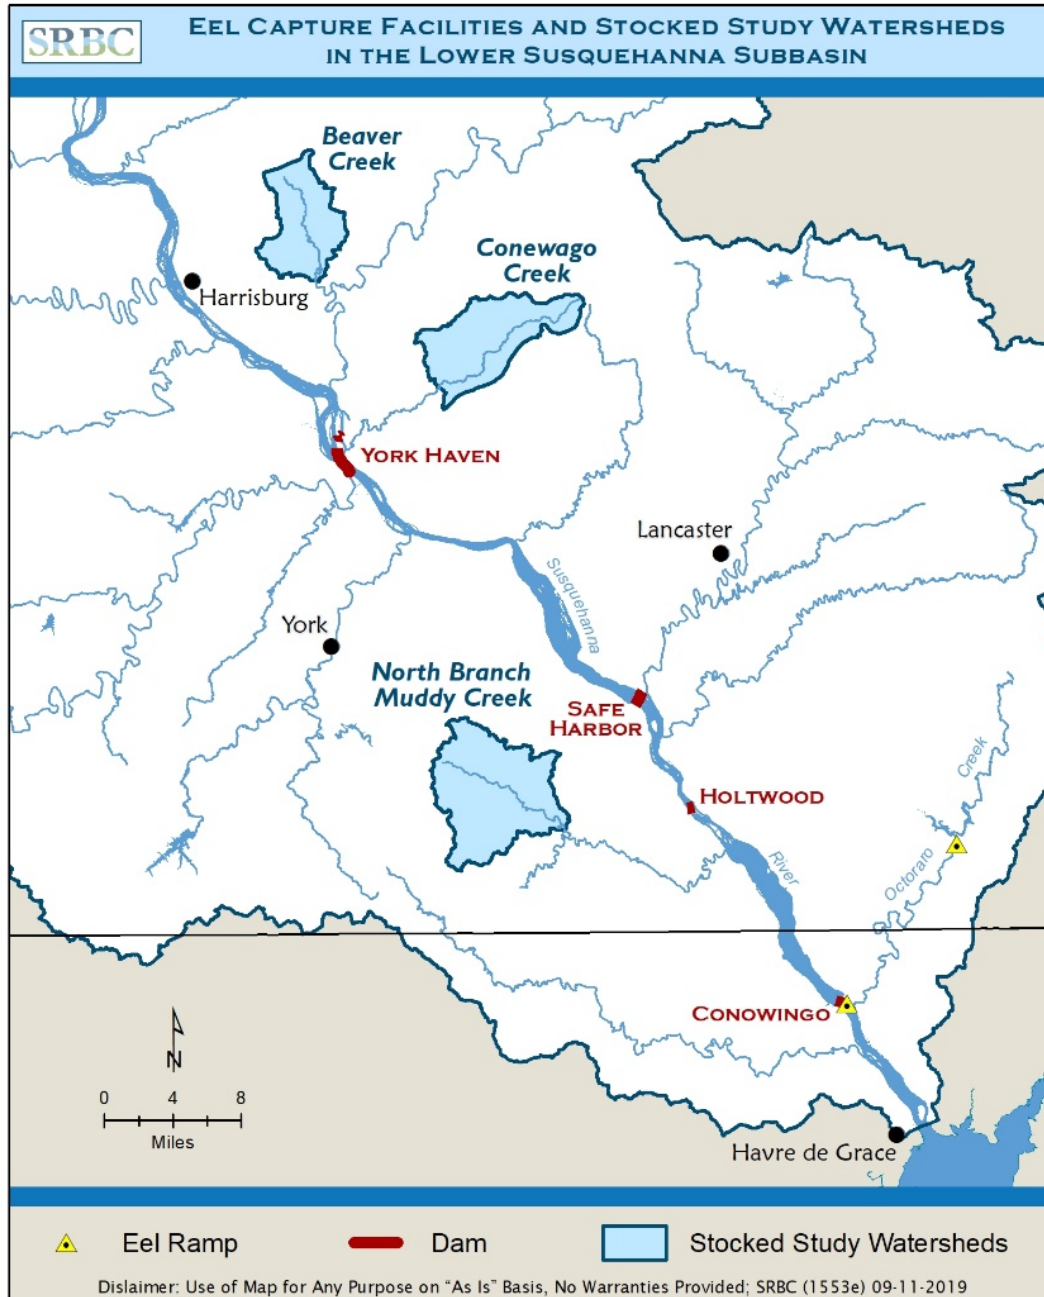 SRBC
EEL CAPTURE FACILITIES AND STOCKED STUDY WATERSHEDS
IN THE LOWER SUSQUEHANNA SUBBASIN
Beaver
Creek
Conewago
Creek
Harrisburg
YORK HAVEN
Lancaster
Susquehanna
York
North Branch
Muddy Creek
SAFE
HARBOR
HOLTWOOD
River
Creek
Octoraro
CONOWINGO
N
0 4 8
Miles
Havre de Grace
Eel Ramp
Dam
Stocked Study Watersheds
Dislaimer: Use of Map for Any Purpose on "As Is" Basis, No Warranties Provided; SRBC (1553e) 09-11-2019